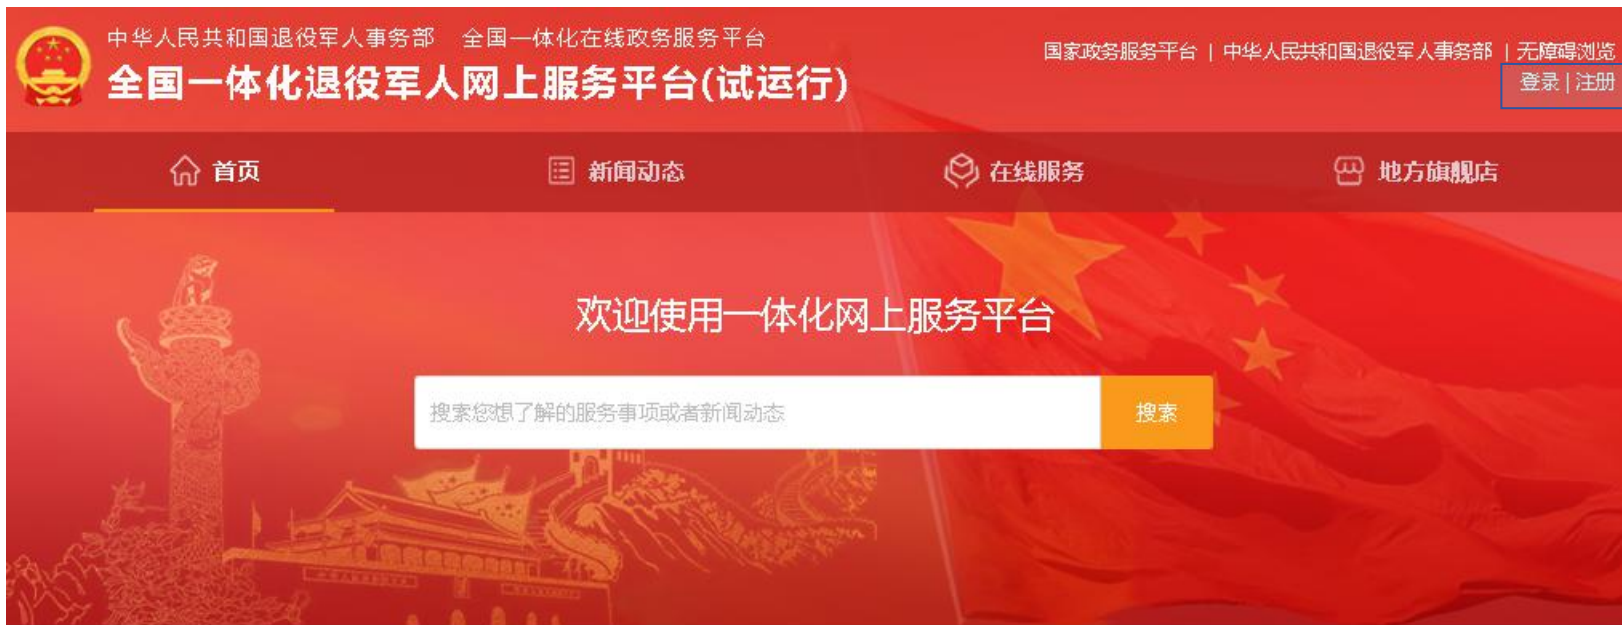 中华人民共和国退役军人事务部 全国一体化在线政务服务平台
全国一体化退役军人网上服务平台(试运行)
国家政务服务平台 | 中华人民共和国退役军人事务部 | 无障碍浏览
登录 | 注册
首页 新闻动态 在线服务 地方旗舰店
欢迎使用一体化网上服务平台
搜索您想了解的服务事项或者新闻动态 搜索